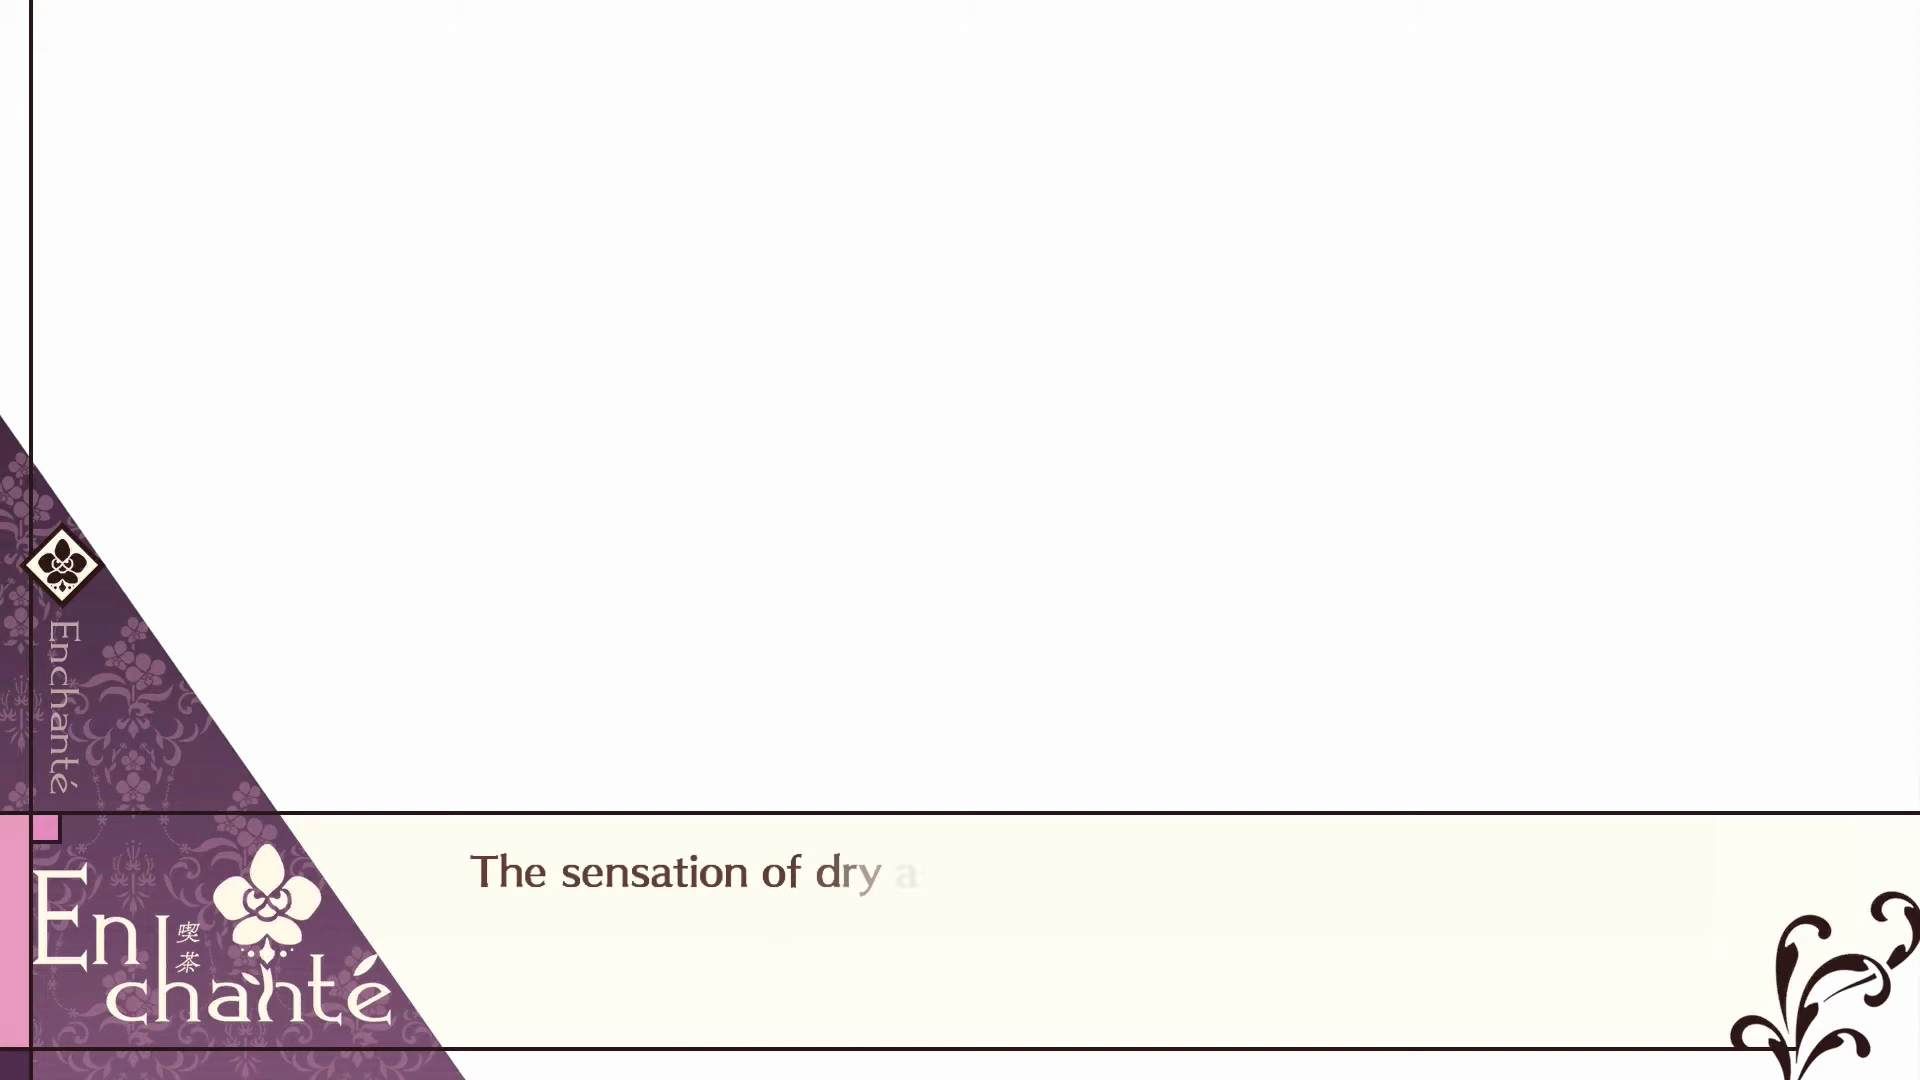 Enchanté
The sensation of dry a
En
喫茶
chanté